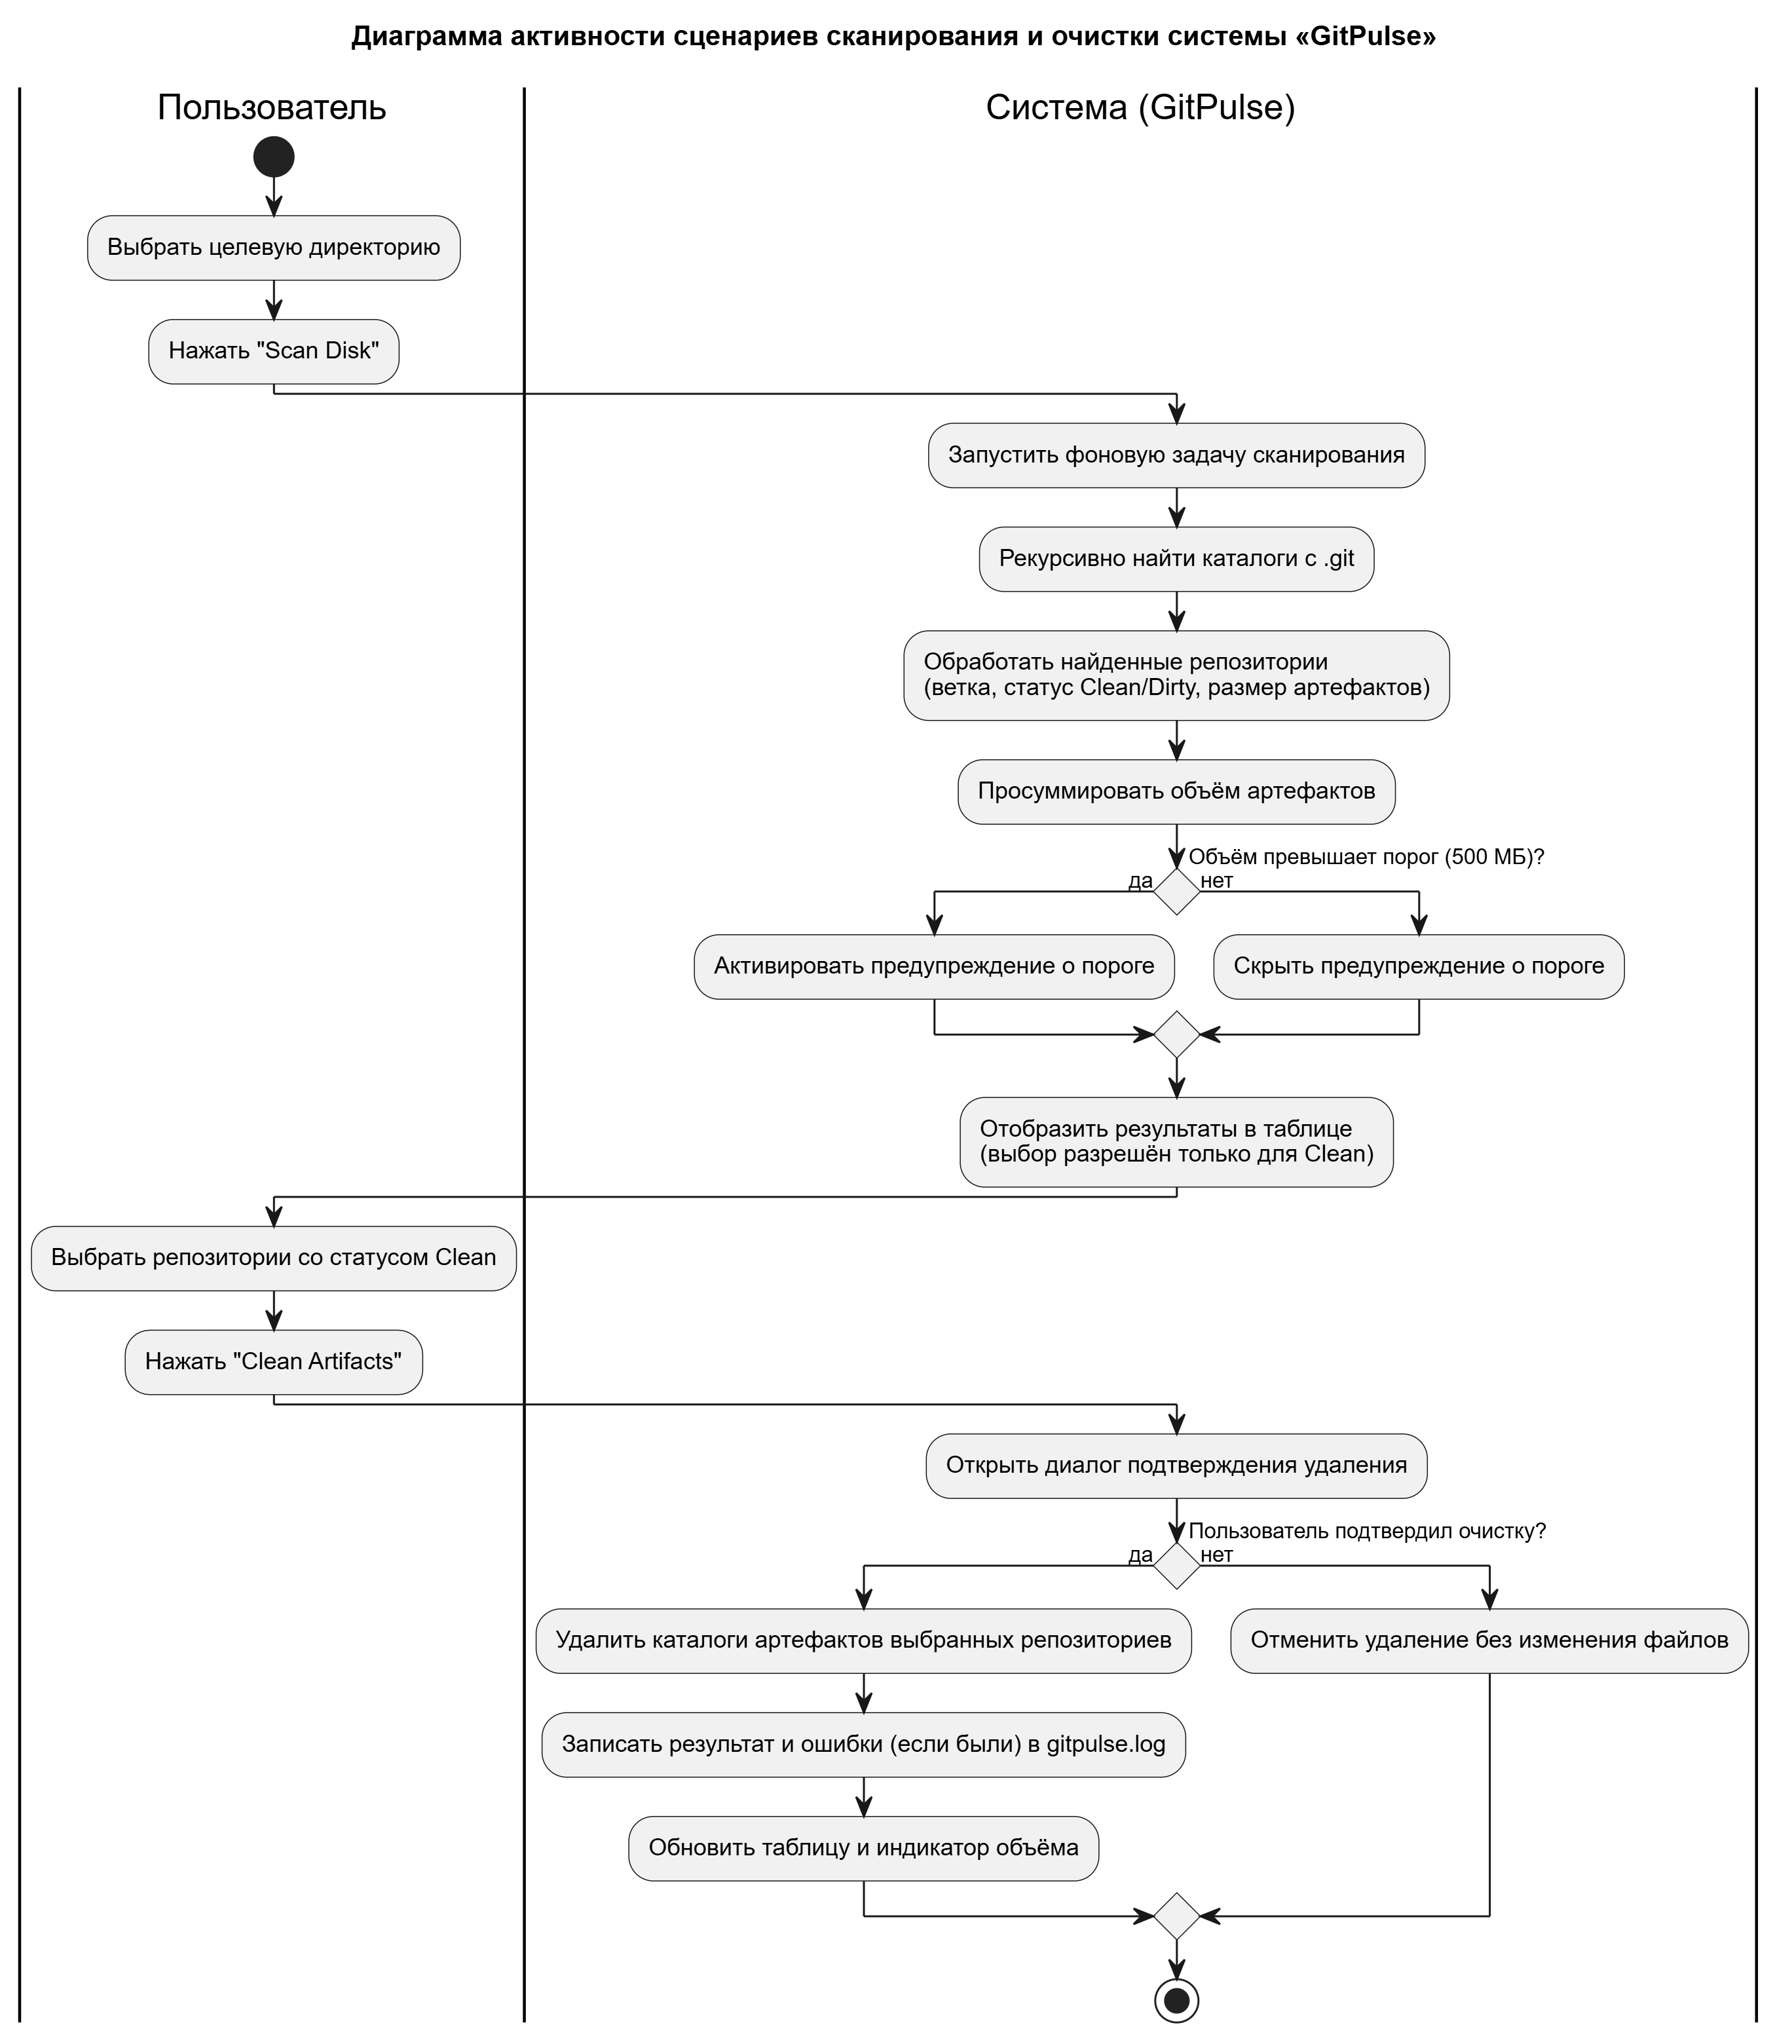 Диаграмма активности сценариев сканирования и очистки системы «GitPulse»
Пользователь
Система (GitPulse)
Выбрать целевую директорию
Нажать "Scan Disk"
Запустить фоновую задачу сканирования
Рекурсивно найти каталоги с .git
Обработать найденные репозитории
(ветка, статус Clean/Dirty, размер артефактов)
Просуммировать объём артефактов
Объём превышает порог (500 МБ)?
да
нет
Активировать предупреждение о пороге
Скрыть предупреждение о пороге
Отобразить результаты в таблице
(выбор разрешён только для Clean)
Выбрать репозитории со статусом Clean
Нажать "Clean Artifacts"
Открыть диалог подтверждения удаления
Пользователь подтвердил очистку?
да
нет
Удалить каталоги артефактов выбранных репозиториев
Отменить удаление без изменения файлов
Записать результат и ошибки (если были) в gitpulse.log
Обновить таблицу и индикатор объёма